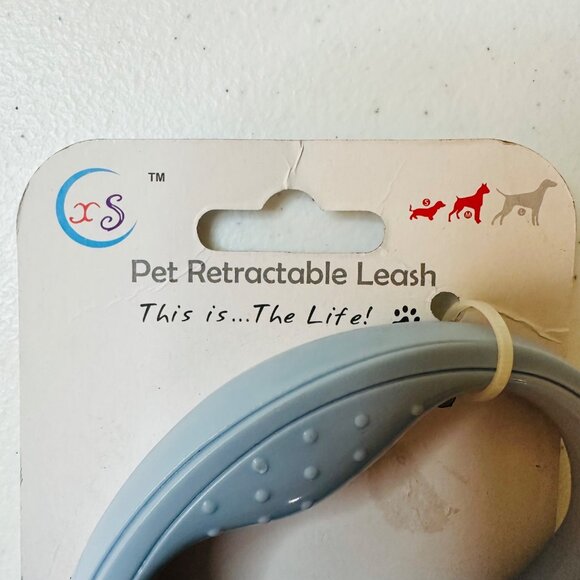 xS ™
S M L
Pet Retractable Leash
This is...The Life!